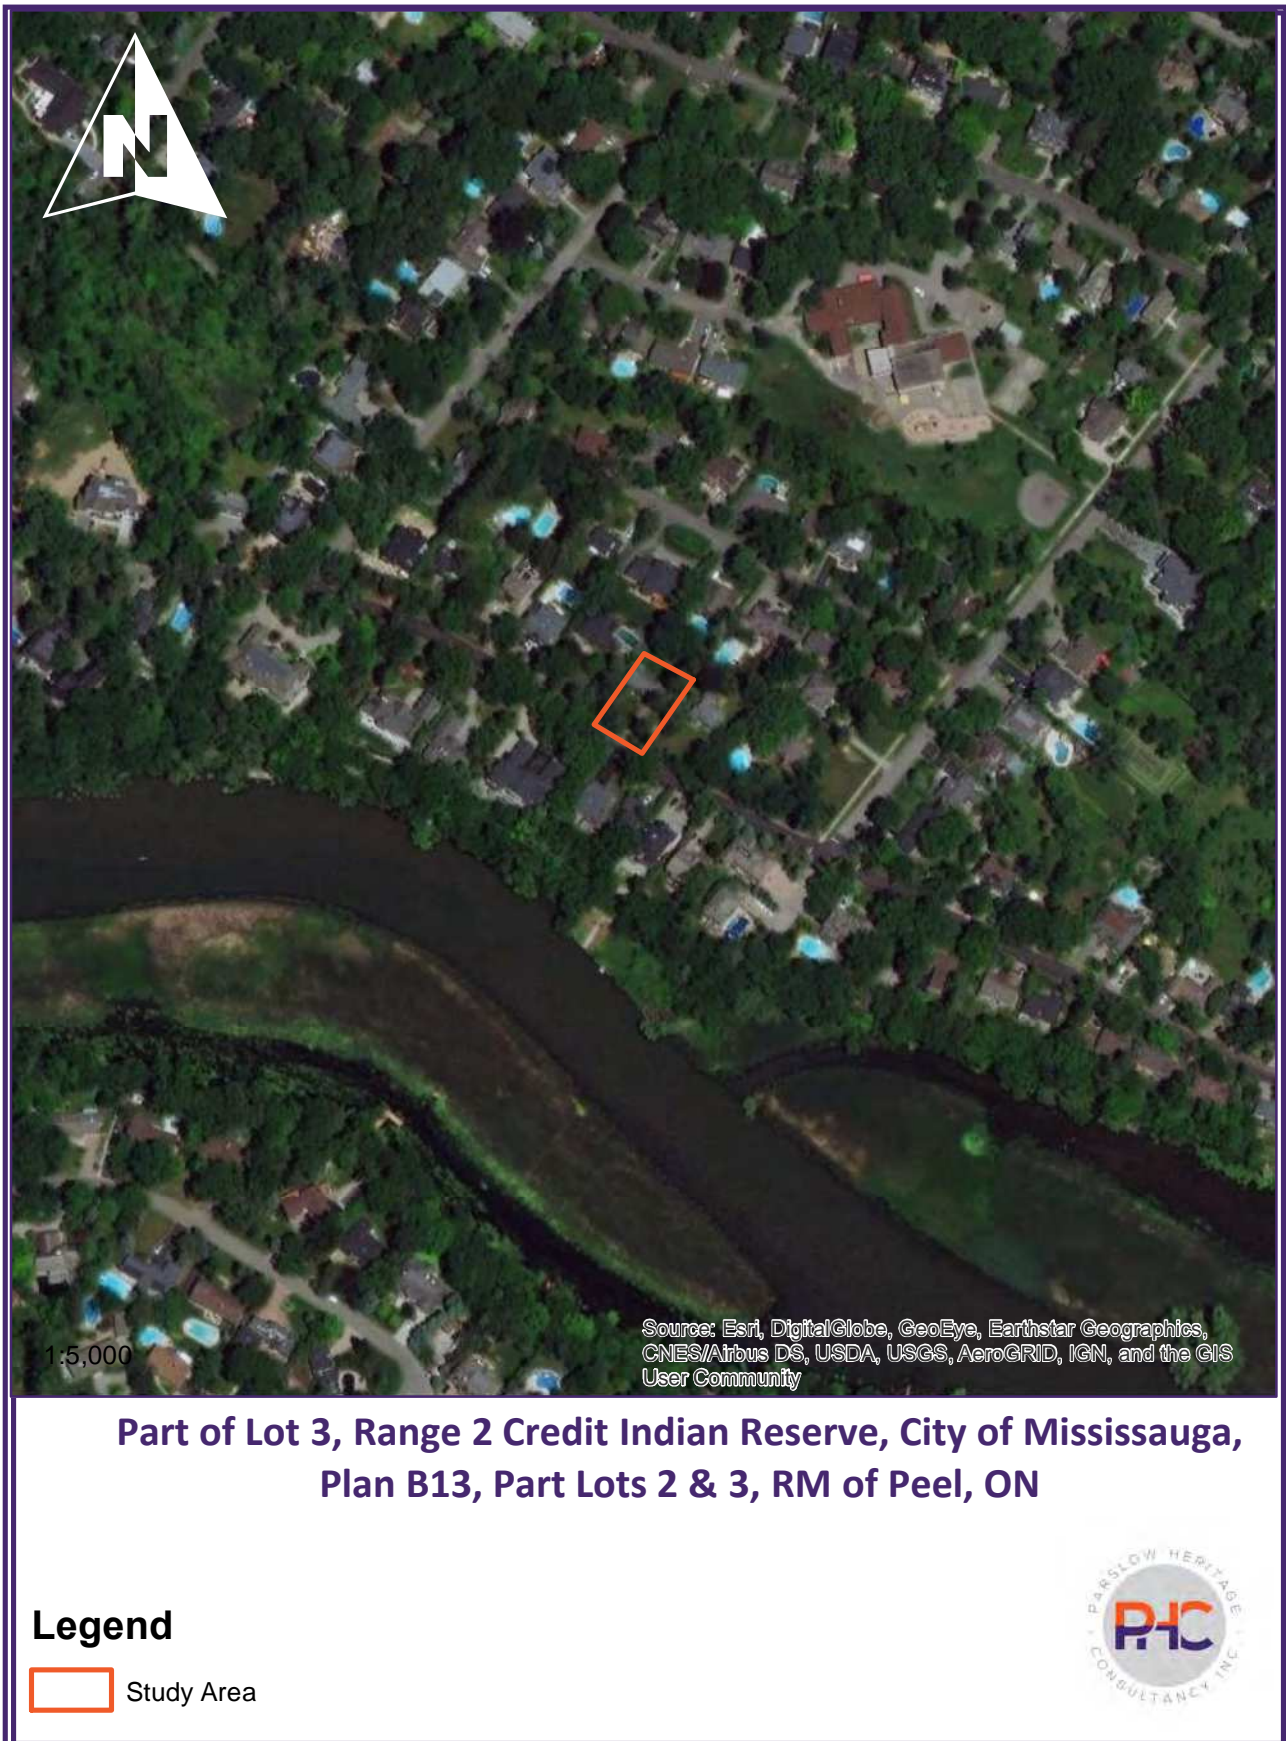 N
1:5,000
Source: Esri, DigitalGlobe, GeoEye, Earthstar Geographics,
CNES/Airbus DS, USDA, USGS, AeroGRID, IGN, and the GIS
User Community
Part of Lot 3, Range 2 Credit Indian Reserve, City of Mississauga,
Plan B13, Part Lots 2 & 3, RM of Peel, ON
Legend
Study Area
PARSLOW HERITAGE
PHC
CONSULTANCY INC.